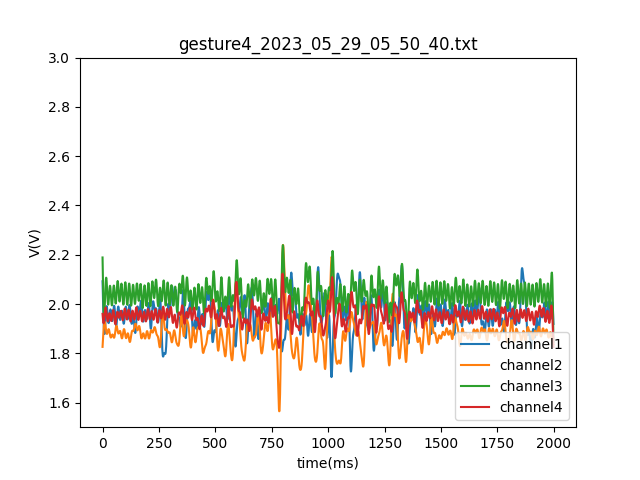 gesture4_2023_05_29_05_50_40.txt
3.0
2.8
2.6
2.4
2.2
2.0
1.8
1.6
V(V)
channel1
channel2
channel3
channel4
0 250 500 750 1000 1250 1500 1750 2000
time(ms)